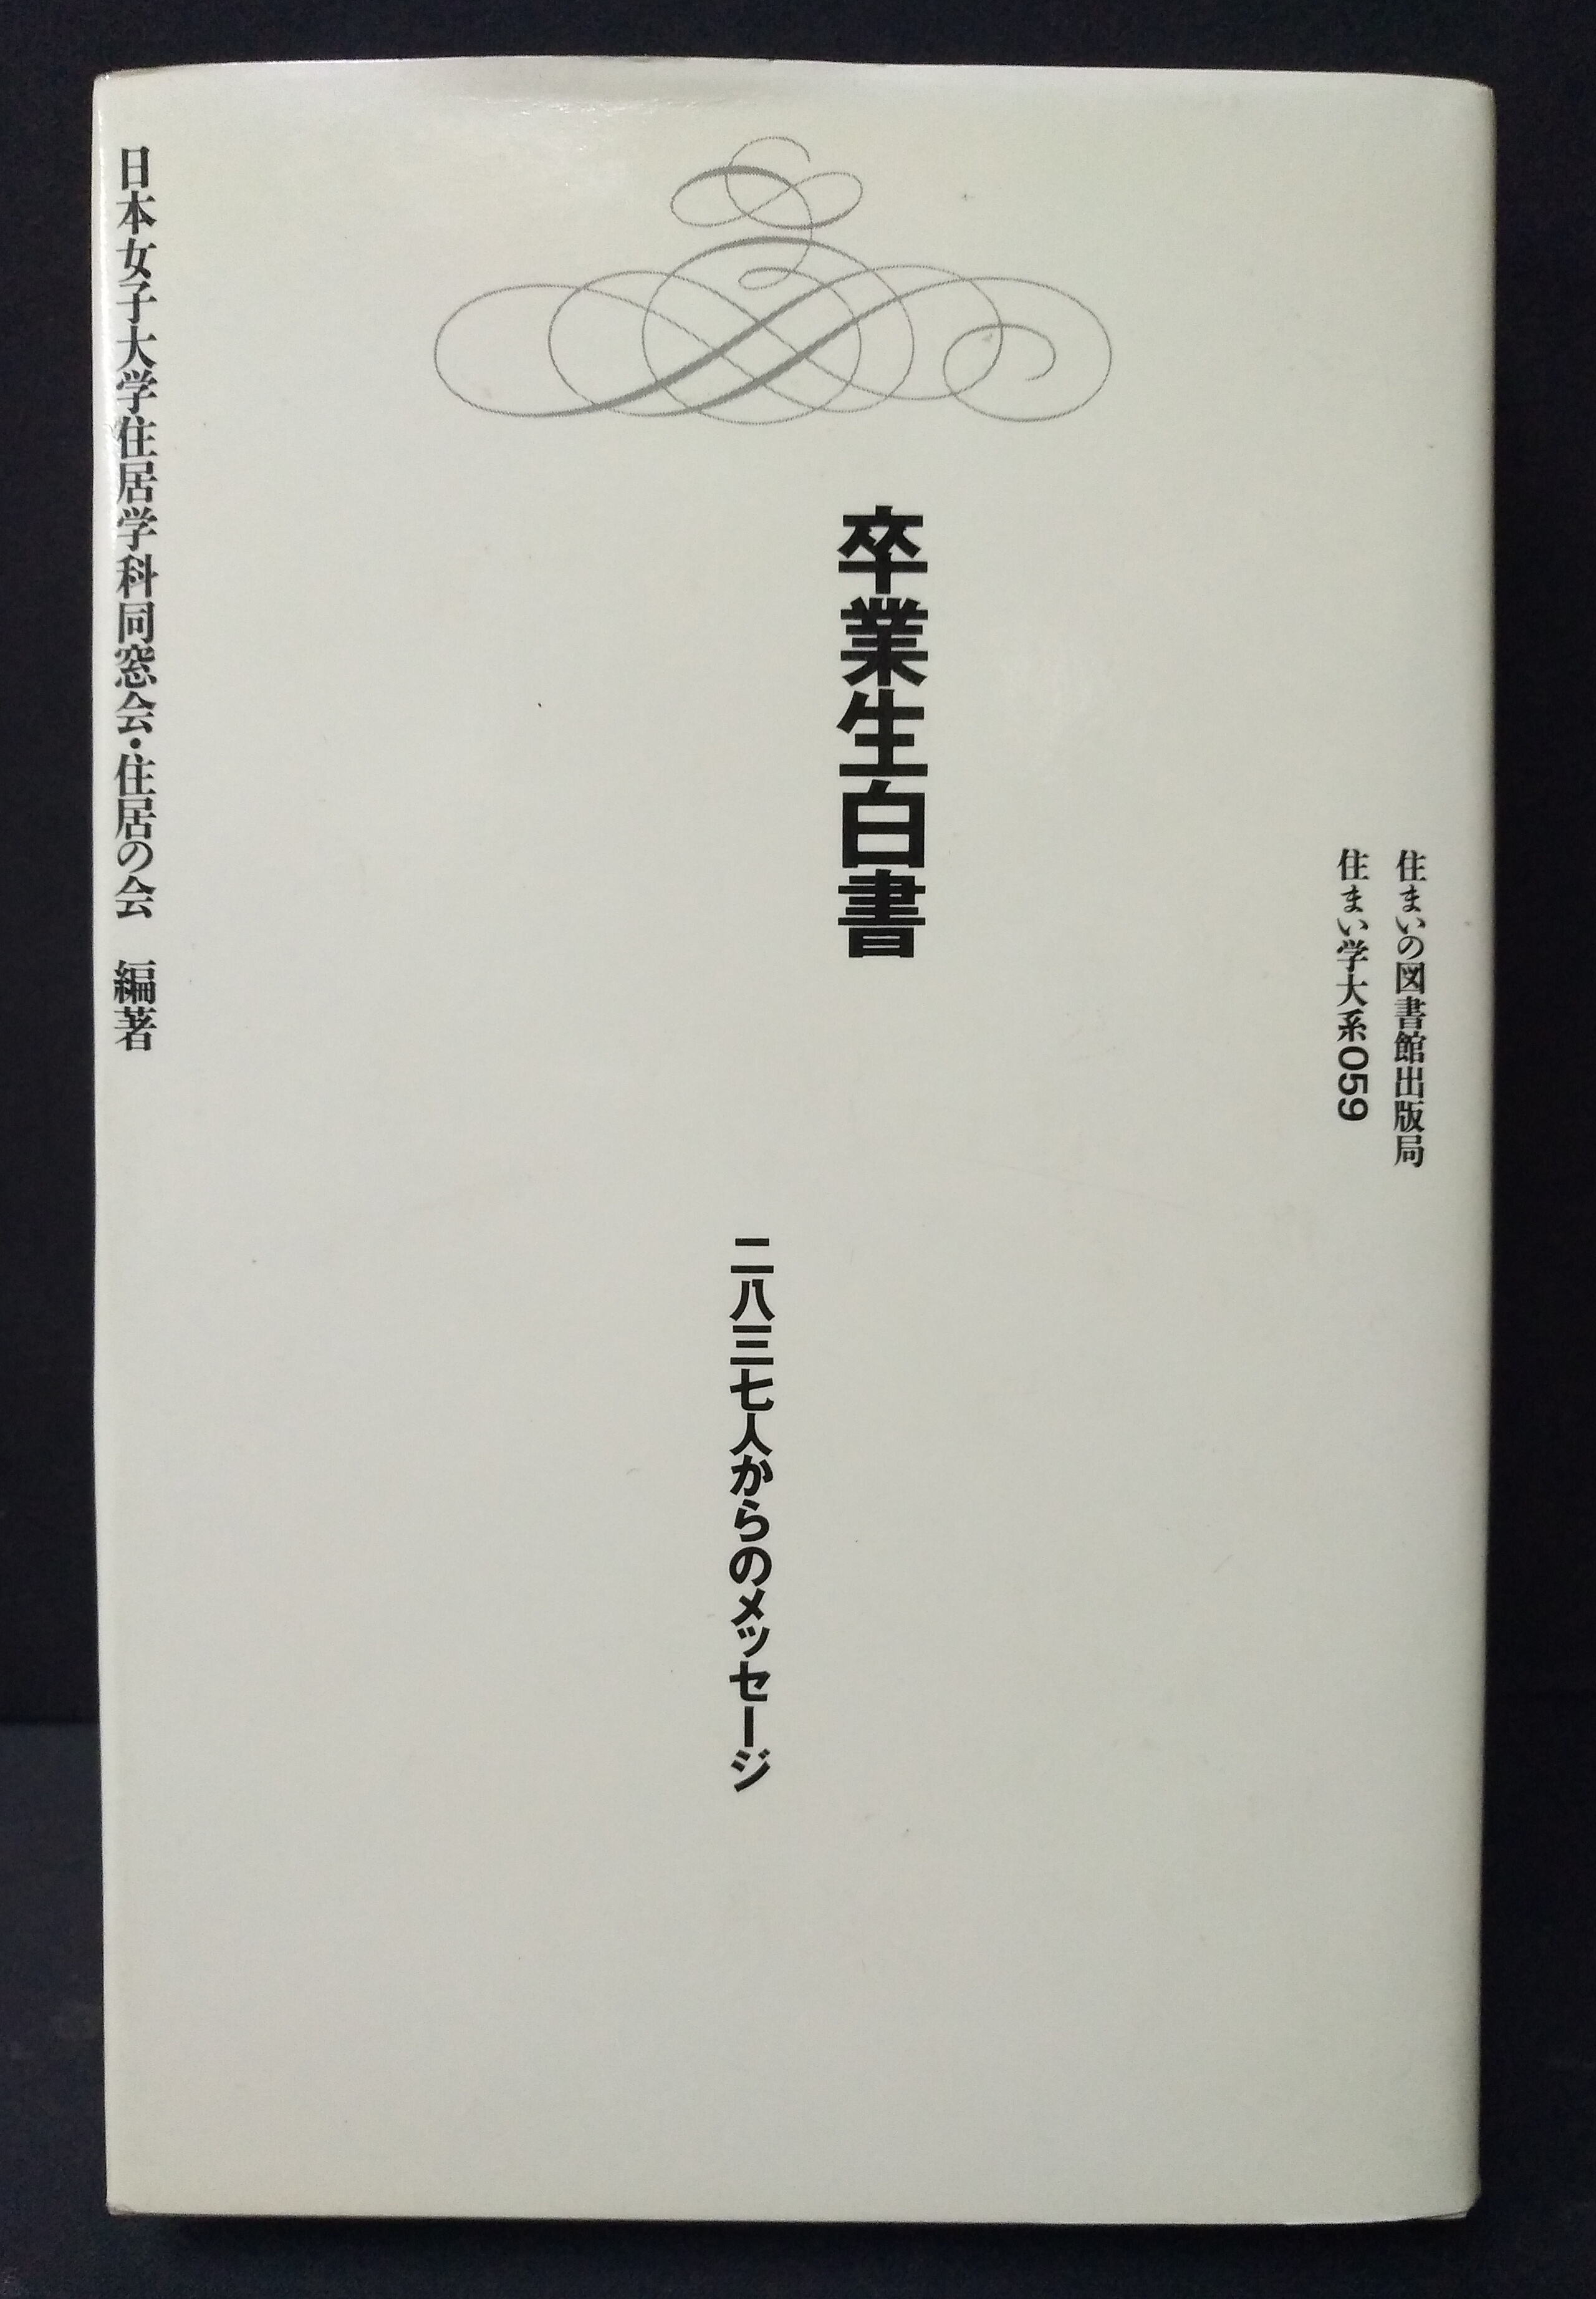 住まいの図書館出版局
住まい学大系059
卒業生白書
二八三七人からのメッセージ
日本女子大学住居学科同窓会・住居の会 編著